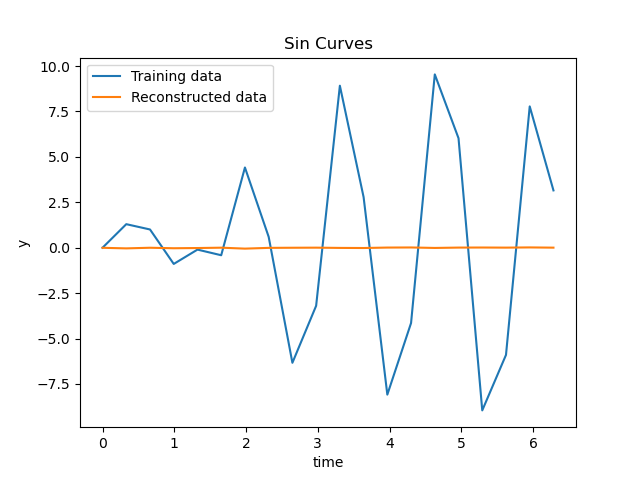 Sin Curves
Training data
Reconstructed data
10.0
7.5
5.0
2.5
0.0
−2.5
−5.0
−7.5
y
0 1 2 3 4 5 6
time